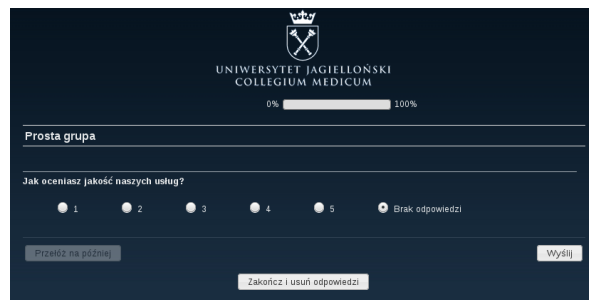 UNIWERSYTET JAGIELLOŃSKI
COLLEGIUM MEDICUM
0% 100%
Prosta grupa
Jak oceniasz jakość naszych usług?
1 2 3 4 5 Brak odpowiedzi
Przełóż na później Wyślij
Zakończ i usuń odpowiedzi